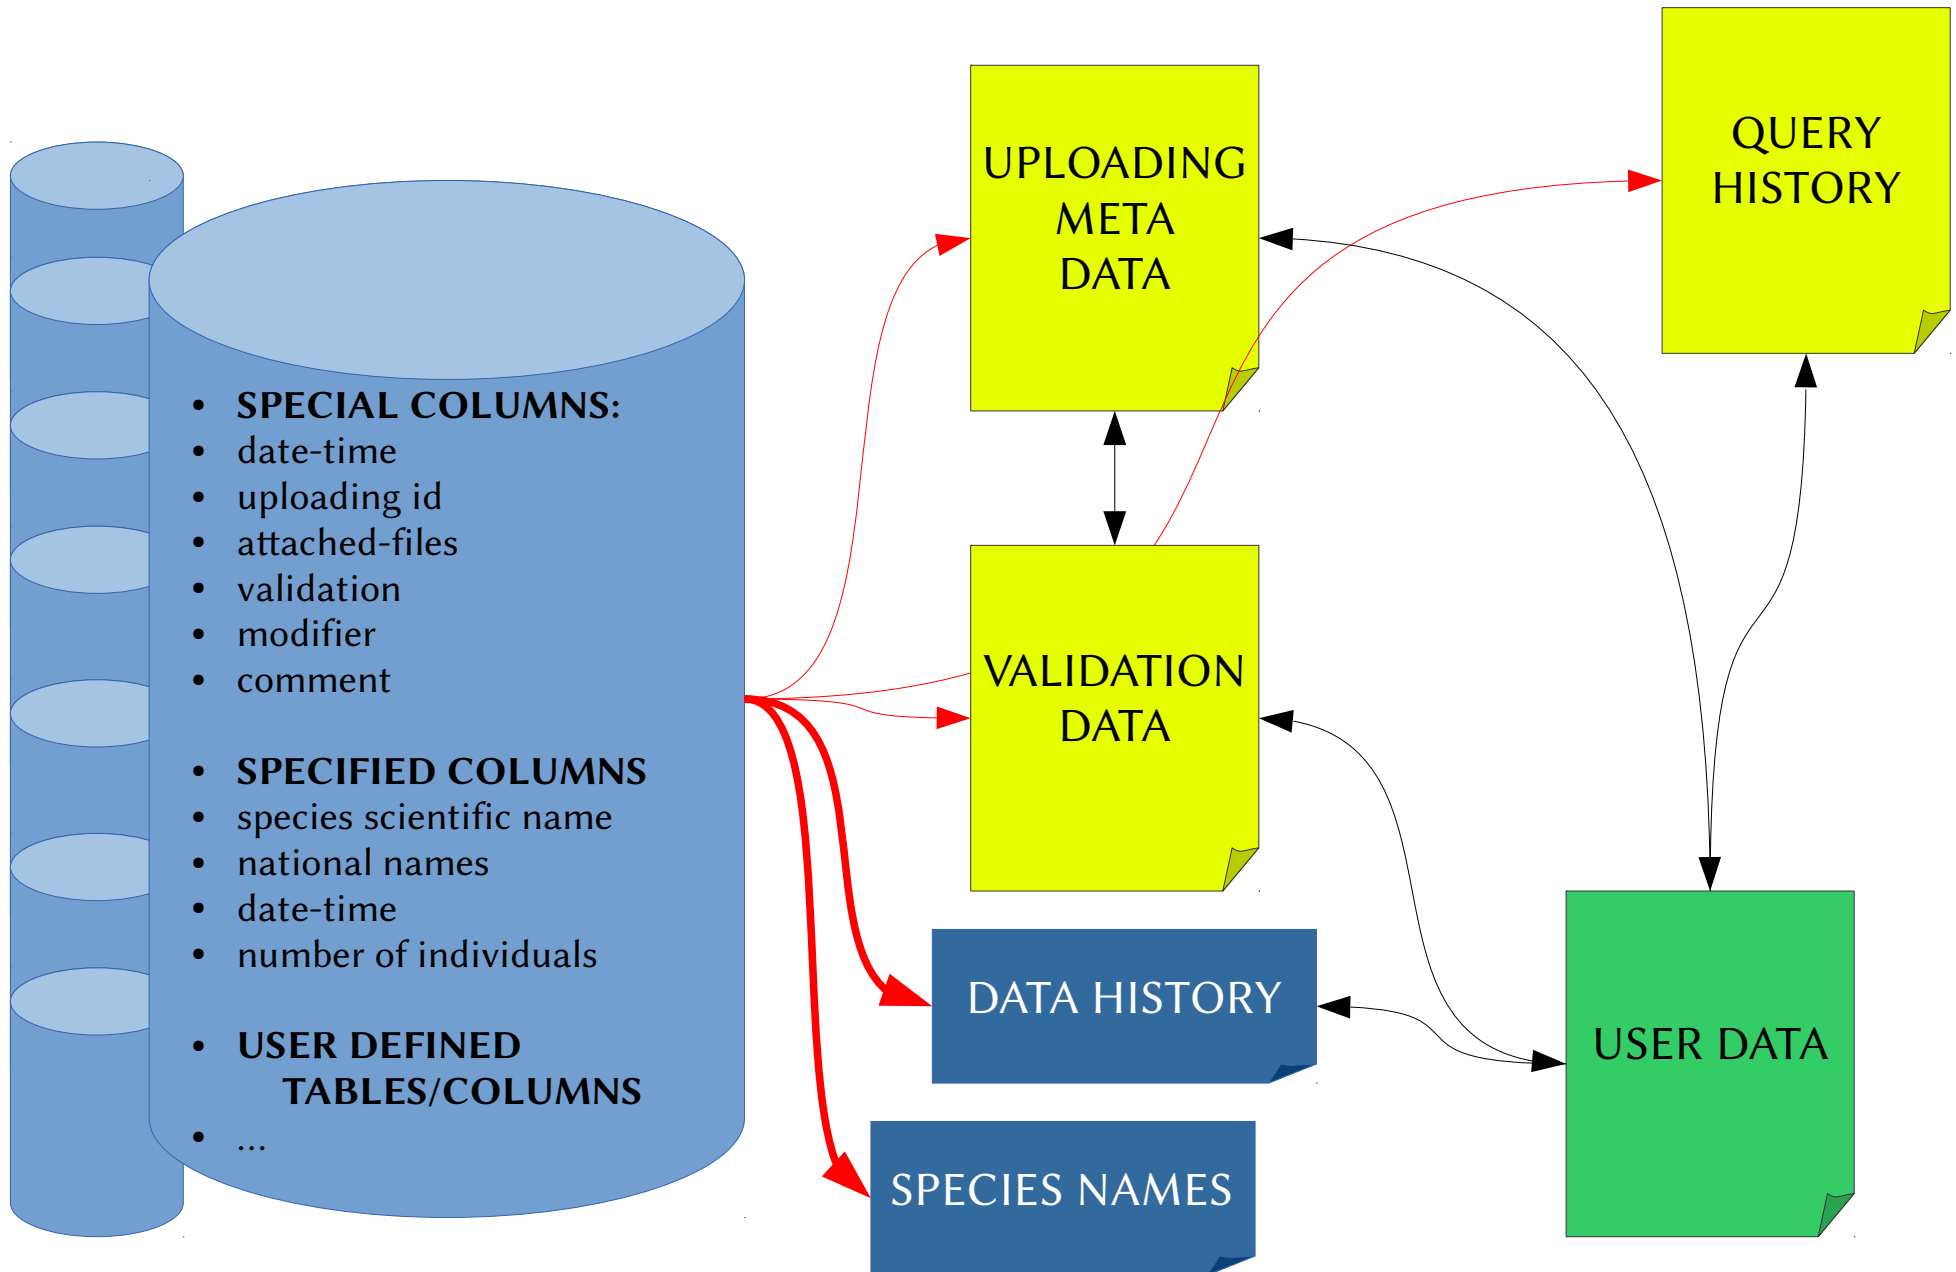 • SPECIAL COLUMNS:
• date-time
• uploading id
• attached-files
• validation
• modifier
• comment
• SPECIFIED COLUMNS
• species scientific name
• national names
• date-time
• number of individuals
• USER DEFINED
TABLES/COLUMNS
• ...
UPLOADING
META
DATA
QUERY
HISTORY
VALIDATION
DATA
DATA HISTORY
USER DATA
SPECIES NAMES